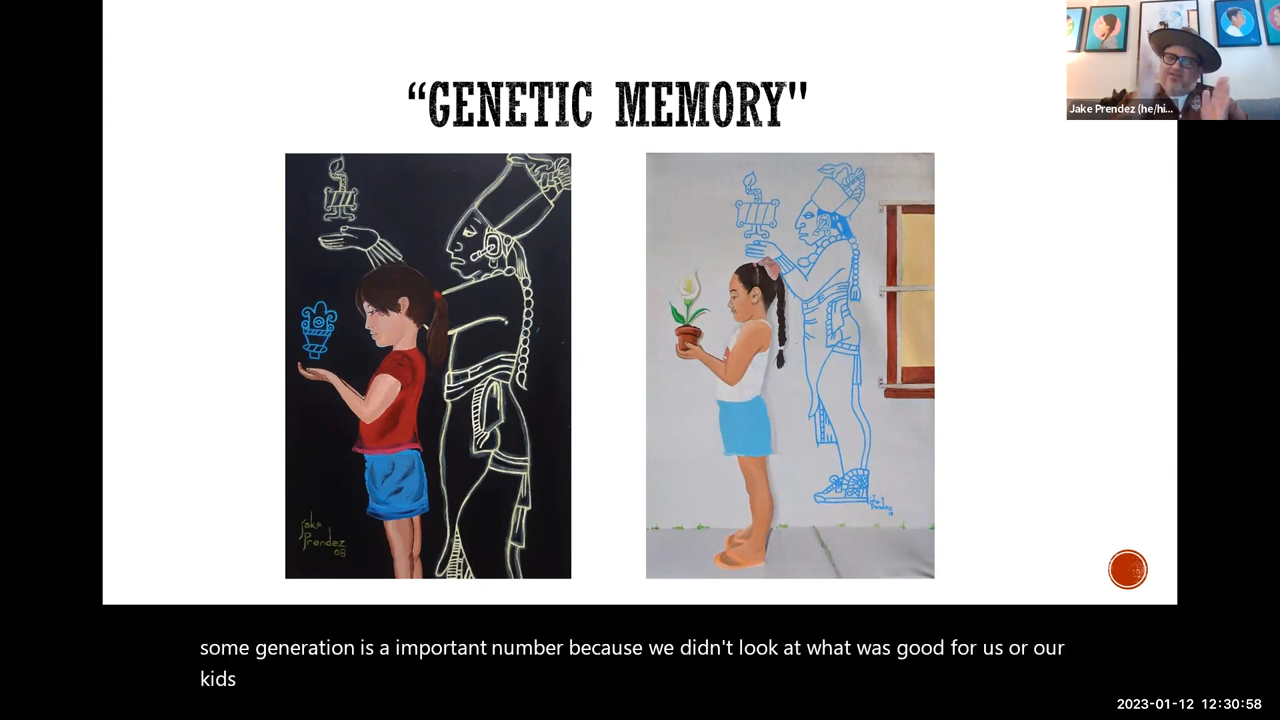 “GENETIC MEMORY"
Jake Prendez (he/hi...
jake
Prendez
08
Prendez
some generation is a important number because we didn't look at what was good for us or our
kids
2023-01-12 12:30:58